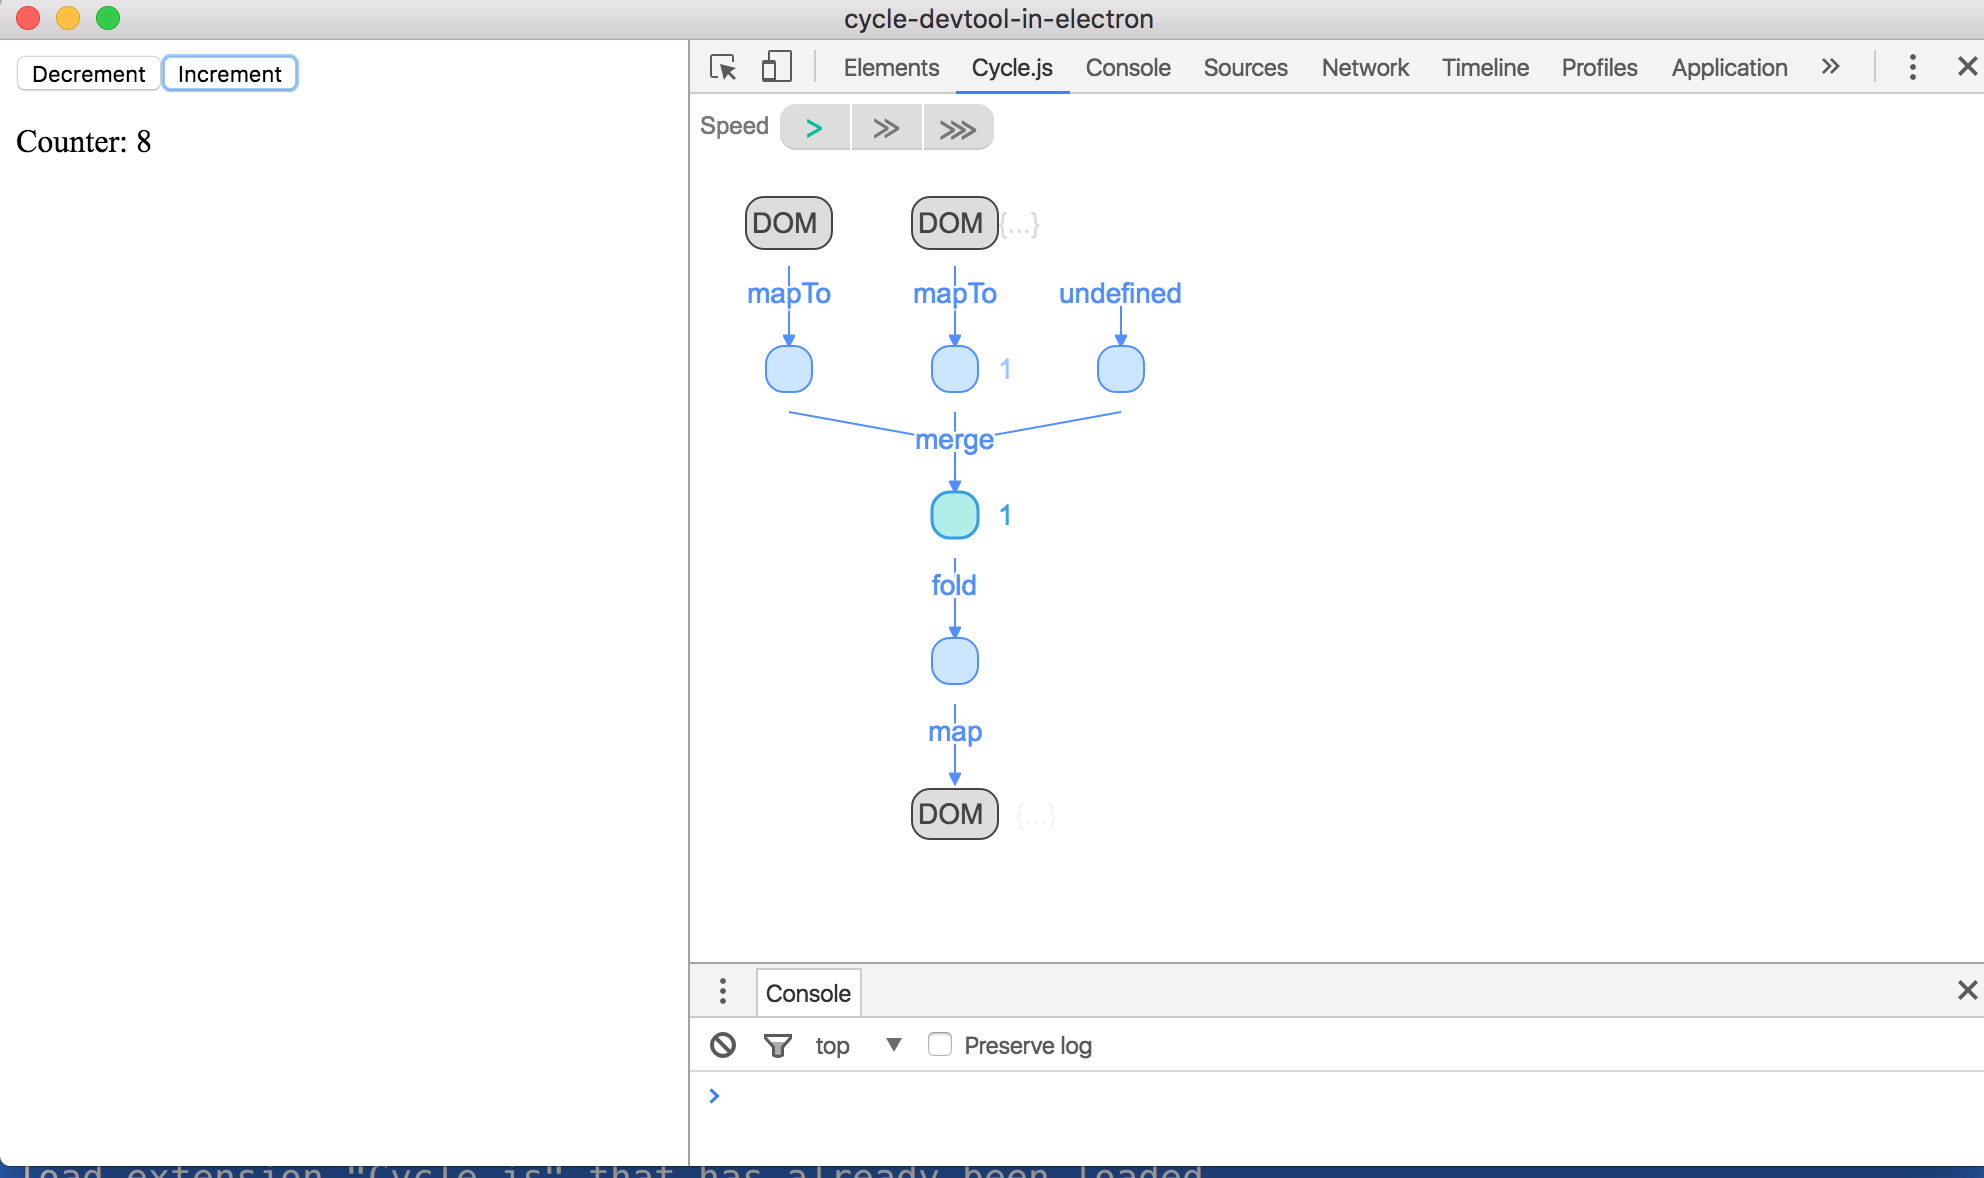 cycle-devtool-in-electron
Decrement Increment
Counter: 8
Elements Cycle.js Console Sources Network Timeline Profiles Application
Speed > >> >>>
DOM DOM {...}
mapTo mapTo undefined
1
merge
1
fold
map
DOM {...}
Console
top Preserve log
>
load extension "Cycle.js" that has already been loaded